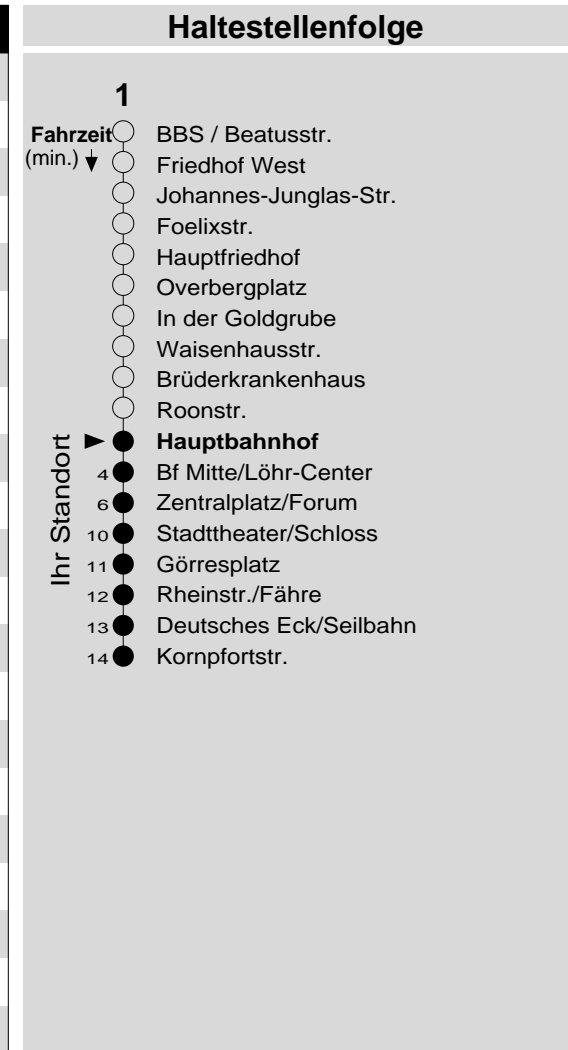 Haltestellenfolge
1
Fahrzeit BBS / Beatusstr.
(min.) Friedhof West
Johannes-Junglas-Str.
Foelixstr.
Hauptfriedhof
Overbergplatz
In der Goldgrube
Waisenhausstr.
Brüderkrankenhaus
Roonstr.
Ihr Standort
Hauptbahnhof
4 Bf Mitte/Löhr-Center
6 Zentralplatz/Forum
10 Stadttheater/Schloss
11 Görresplatz
12 Rheinstr./Fähre
13 Deutsches Eck/Seilbahn
14 Kornpfortstr.